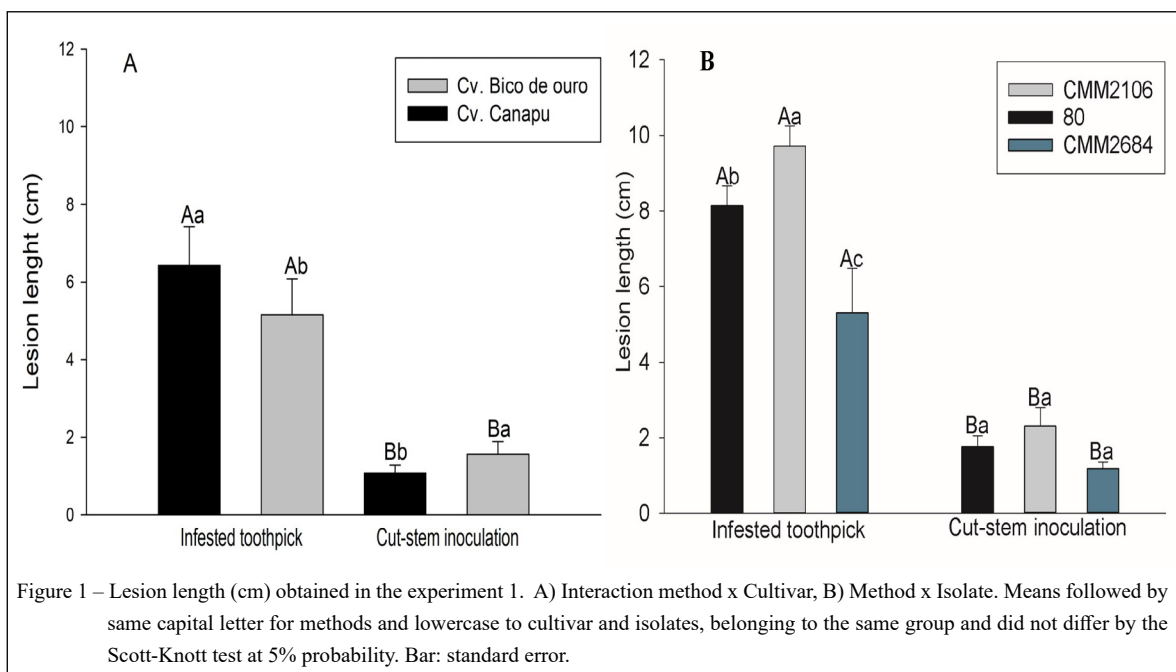 A
12
10
8
6
4
2
0
Lesion lenght (cm)
Cv. Bico de ouro
Cv. Canapu
Aa
Ab
Bb
Ba
Infested toothpick
Cut-stem inoculation
B
12
10
8
6
4
2
0
Lesion length (cm)
CMM2106
80
CMM2684
Ab
Aa
Ac
Ba
Ba
Ba
Infested toothpick
Cut-stem inoculation
Figure 1 – Lesion length (cm) obtained in the experiment 1. A) Interaction method x Cultivar, B) Method x Isolate. Means followed by
same capital letter for methods and lowercase to cultivar and isolates, belonging to the same group and did not differ by the
Scott-Knott test at 5% probability. Bar: standard error.